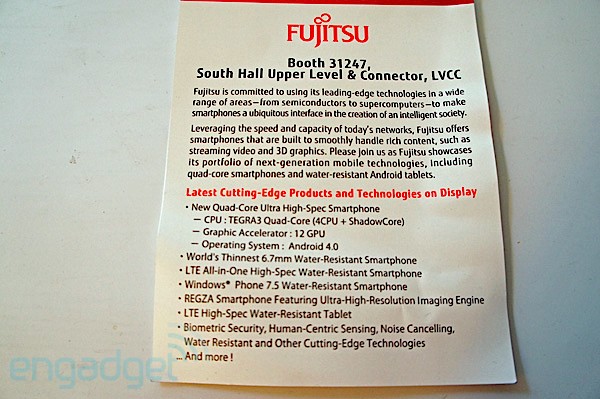 FUJITSU
Booth 31247,
South Hall Upper Level & Connector, LVCC
Fujitsu is committed to using its leading-edge technologies in a wide
range of areas—from semiconductors to supercomputers—to make
smartphones a ubiquitous interface in the creation of an intelligent society.
Leveraging the speed and capacity of today's networks, Fujitsu offers
smartphones that are built to smoothly handle rich content, such as
streaming video and 3D graphics. Please join us as Fujitsu showcases
its portfolio of next-generation mobile technologies, including
quad-core smartphones and water-resistant Android tablets.
Latest Cutting-Edge Products and Technologies on Display
• New Quad-Core Ultra High-Spec Smartphone
— CPU : TEGRA3 Quad-Core (4CPU + ShadowCore)
— Graphic Accelerator : 12 GPU
— Operating System : Android 4.0
• World's Thinnest 6.7mm Water-Resistant Smartphone
• LTE All-in-One High-Spec Water-Resistant Smartphone
• Windows® Phone 7.5 Water-Resistant Smartphone
• REGZA Smartphone Featuring Ultra-High-Resolution Imaging Engine
• LTE High-Spec Water-Resistant Tablet
• Biometric Security, Human-Centric Sensing, Noise Cancelling,
Water Resistant and Other Cutting-Edge Technologies
... And more !
engadget